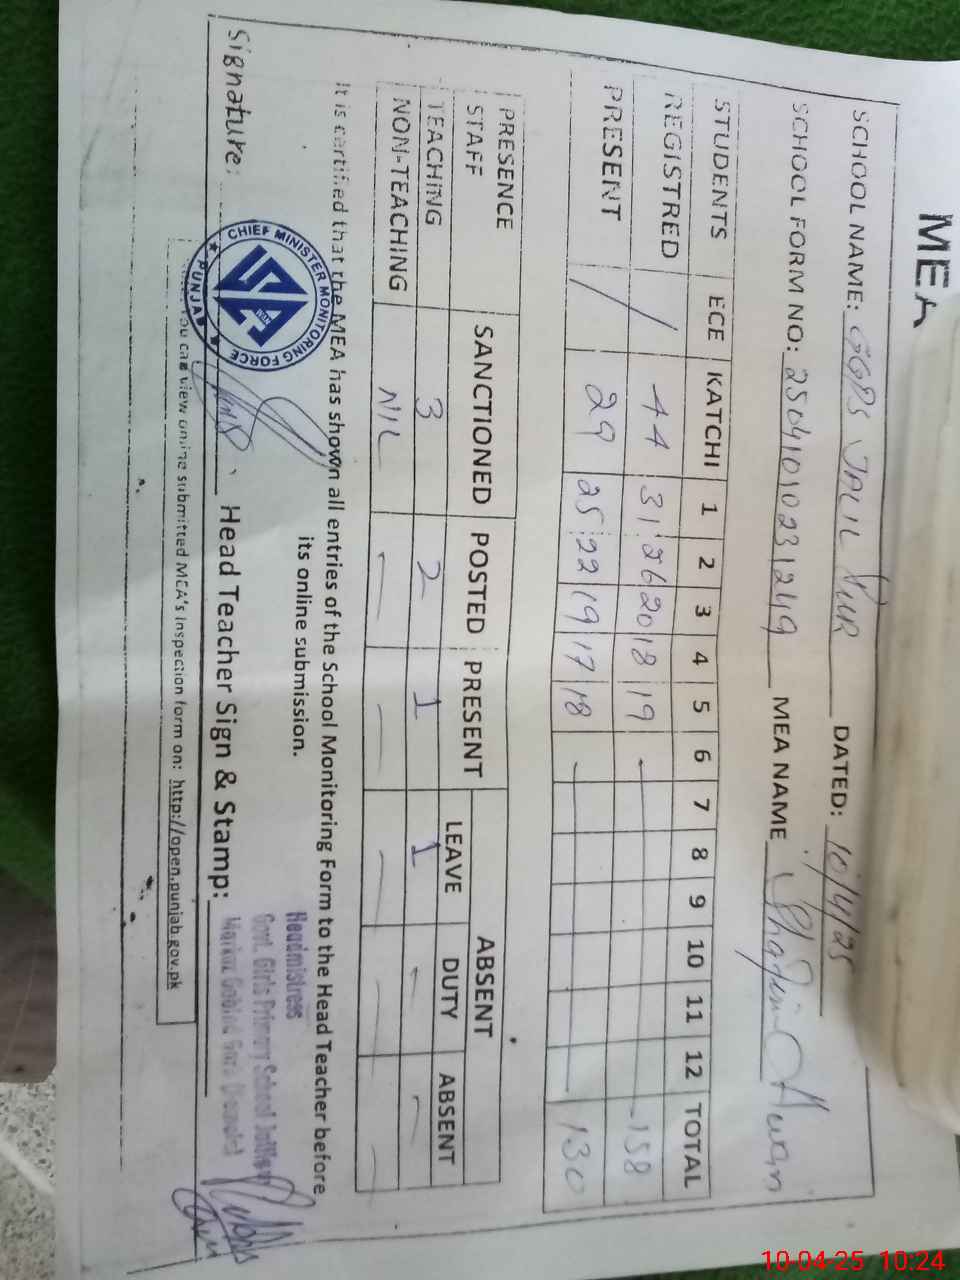 MEA
SCHOOL NAME: GGPS JALIL PUR DATED: 10/4/25
SCHOOL FORM NO: 25041010231249 MEA NAME
STUDENTS ECE KATCHI 1 2 3 4 5 6 7 8 9 10 11 12 TOTAL
REGISTRED / 44 31 26 20 18 19 — 158
PRESENT / 29 25 22 19 17 18 — 130
PRESENCE STAFF SANCTIONED POSTED PRESENT ABSENT
LEAVE DUTY ABSENT
TEACHING 3 2 1 1 — —
NON-TEACHING NIL — — — — —
It is certified that the MEA has shown all entries of the School Monitoring Form to the Head Teacher before
its online submission.
Headmistress
Govt. Girls Primary School
Markaz
Signature: Head Teacher Sign & Stamp:
CHIEF MINISTER MONITORING FORCE
PUNJAB
You can view online submitted MEA's inspection form on: http://open.punjab.gov.pk
10-04-25 10:24